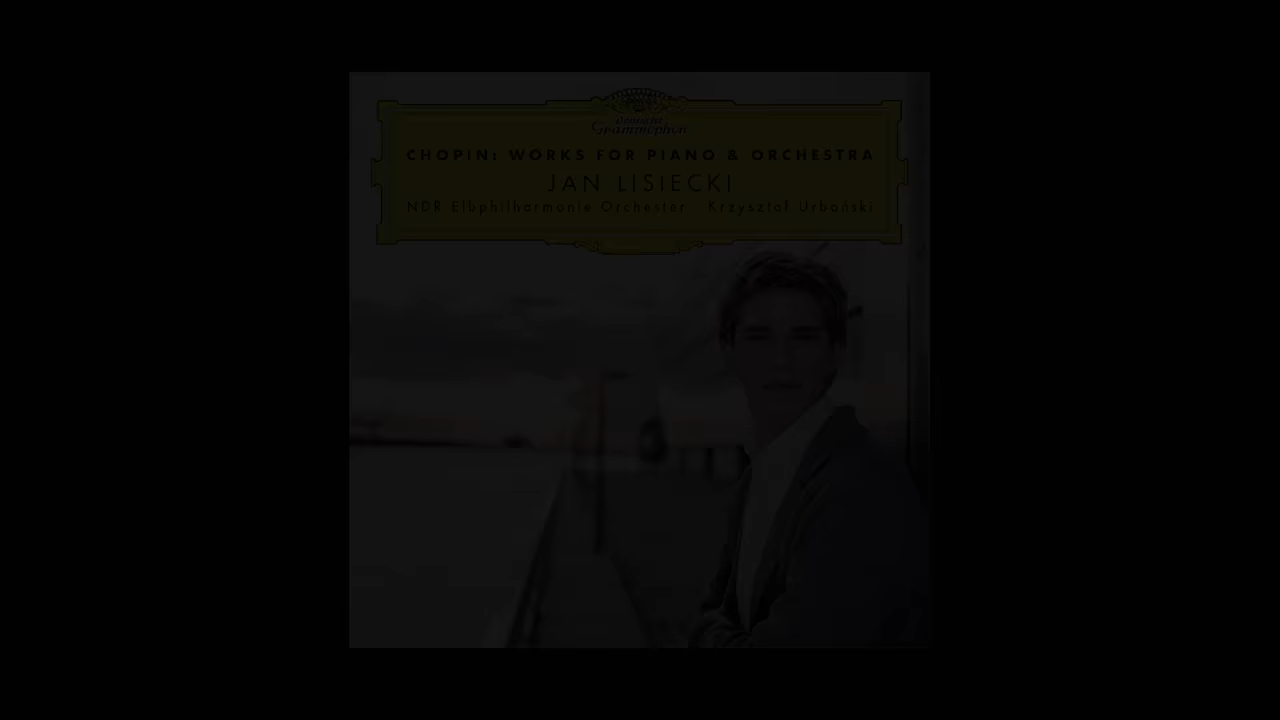 Deutsche
Grammophon
CHOPIN: WORKS FOR PIANO & ORCHESTRA
JAN LISIECKI
NDR Elbphilharmonie Orchester · Krzysztof Urbański